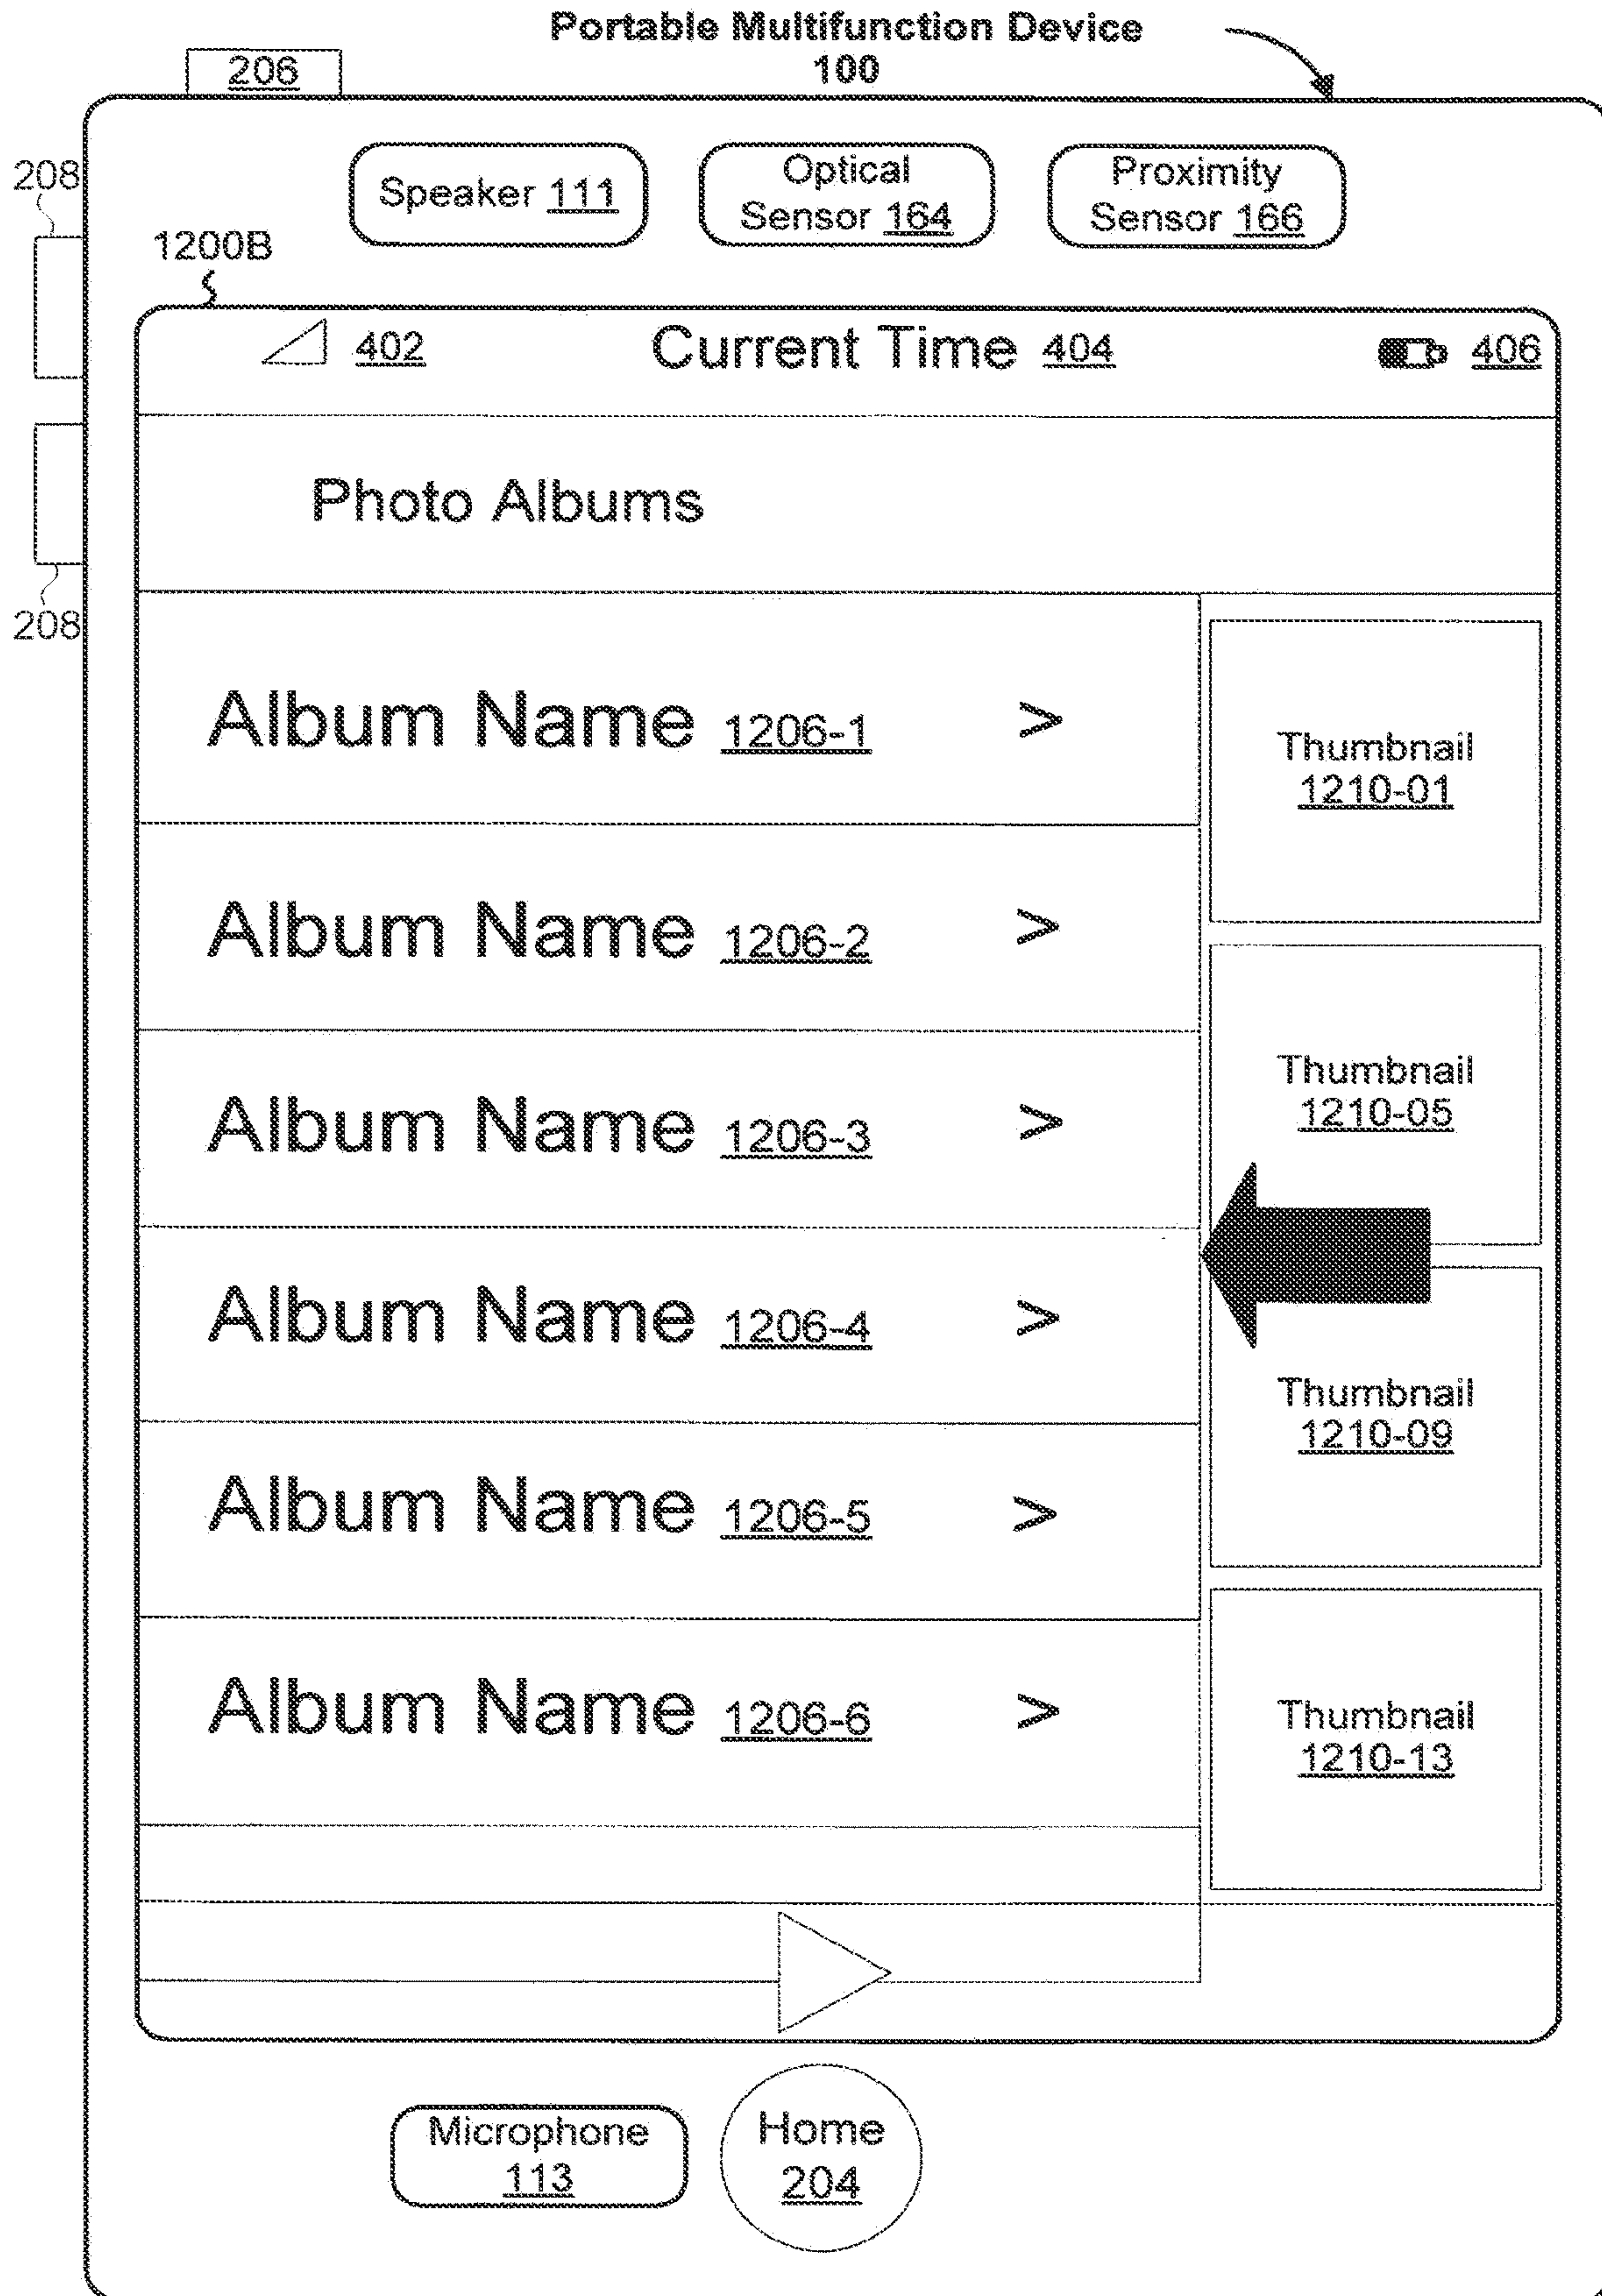 Portable Multifunction Device
100
206
208
Speaker 111
Optical
Sensor 164
Proximity
Sensor 166
1200B
402
Current Time 404
406
Photo Albums
208
Album Name 1206-1 >
Thumbnail
1210-01
Album Name 1206-2 >
Thumbnail
1210-05
Album Name 1206-3 >
Album Name 1206-4 >
Thumbnail
1210-09
Album Name 1206-5 >
Album Name 1206-6 >
Thumbnail
1210-13
Microphone
113
Home
204